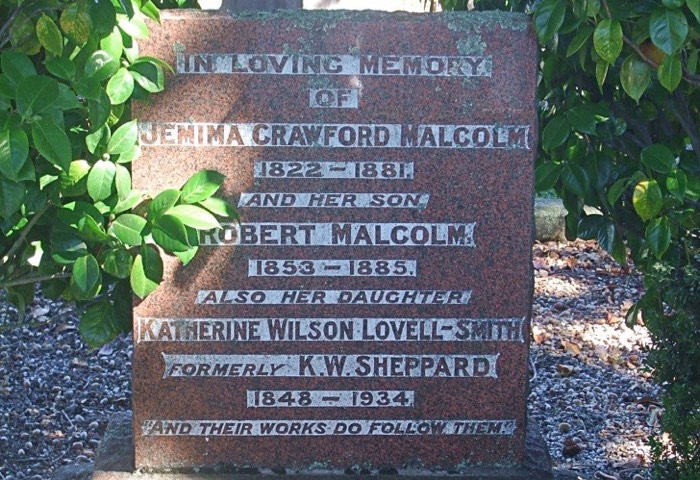 IN LOVING MEMORY
OF
JEMIMA CRAWFORD MALCOLM
1822 – 1881.
AND HER SON
ROBERT MALCOLM.
1853 – 1885.
ALSO HER DAUGHTER
KATHERINE WILSON LOVELL-SMITH
FORMERLY K.W. SHEPPARD
1848 – 1934.
"AND THEIR WORKS DO FOLLOW THEM."